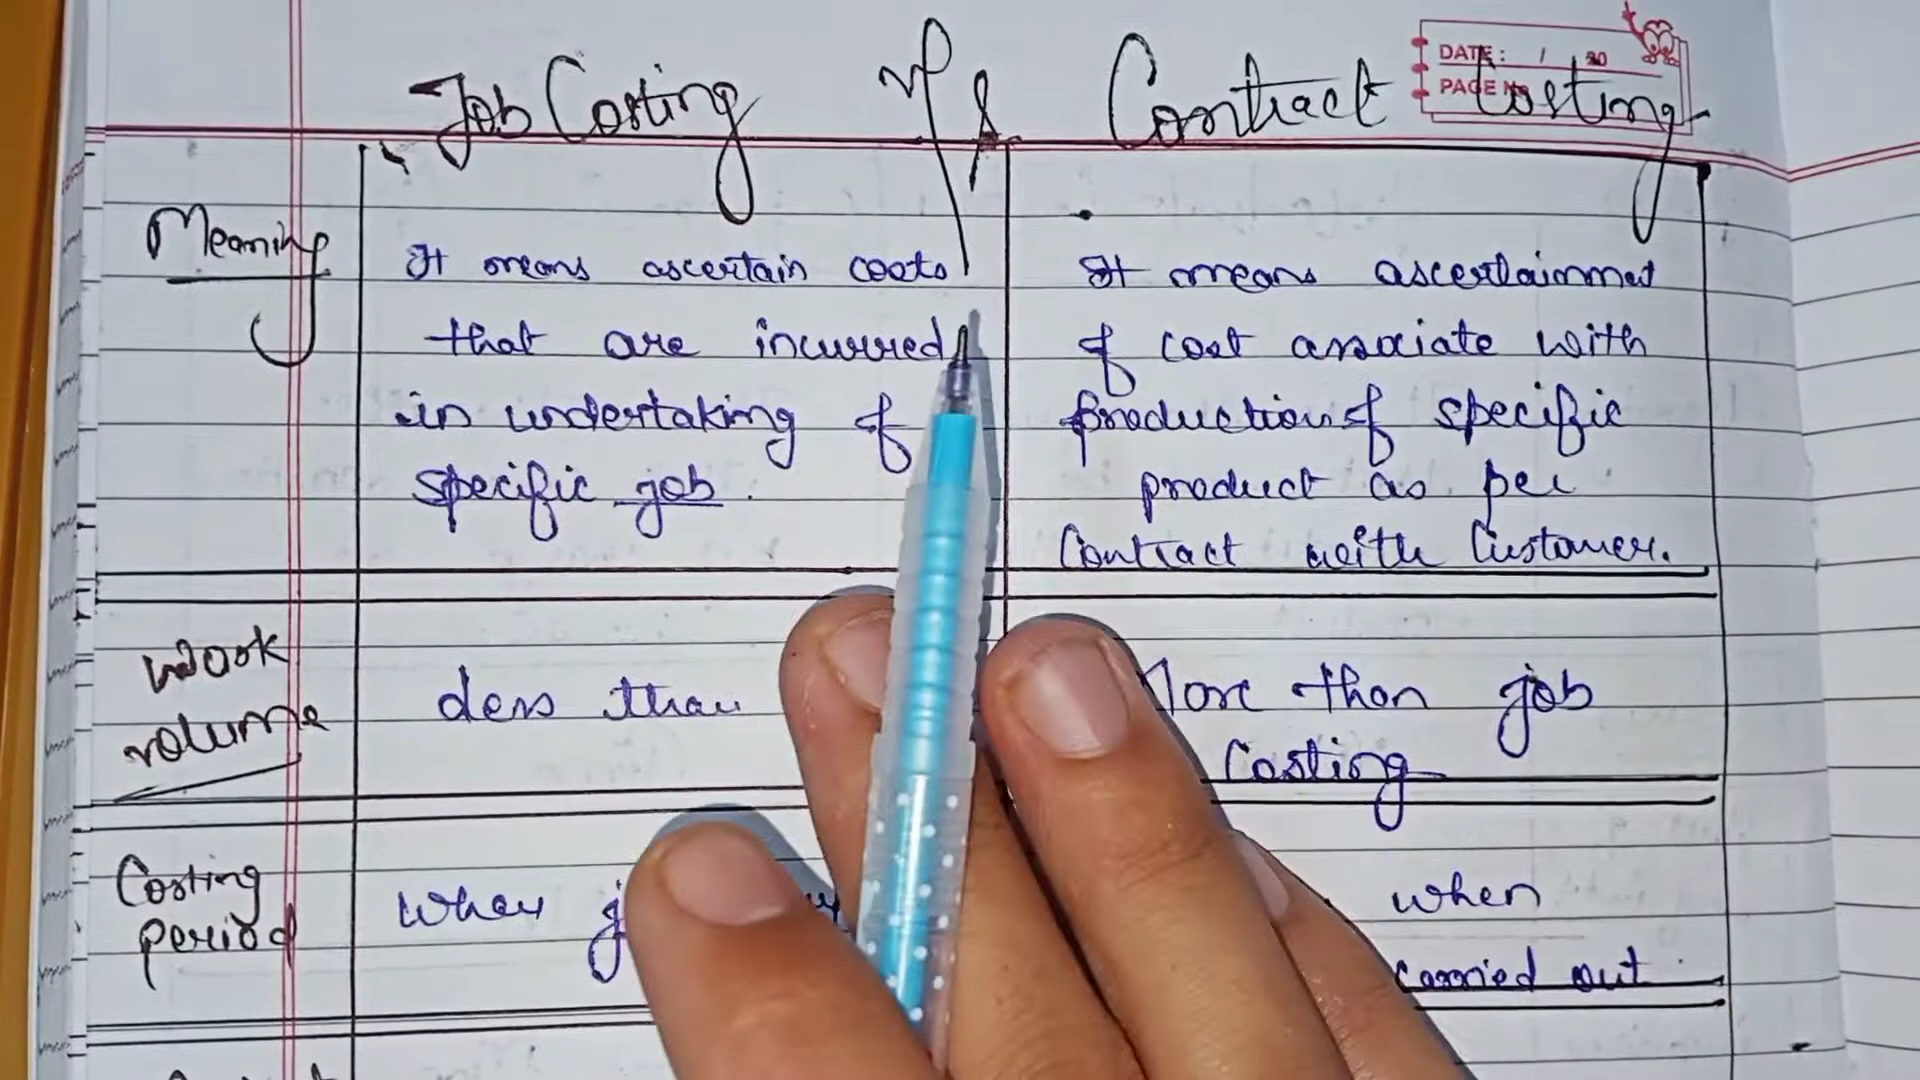 Job Costing v/s Contract Costing
DATE: / 20
PAGE N
Meaning
It means ascertain costs
that are incurred
in undertaking of
specific job.
It means ascertainmet
of cost associate with
production of specific
product as per
Contract with Customer.
Work
volume
Less than
More than job
Costing
Costing
period
When
when
carried out